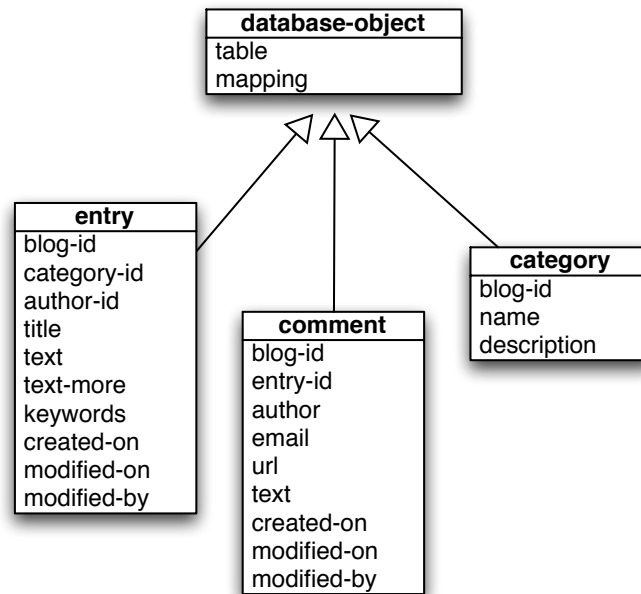 database-object
table
mapping
entry
blog-id
category-id
author-id
title
text
text-more
keywords
created-on
modified-on
modified-by
comment
blog-id
entry-id
author
email
url
text
created-on
modified-on
modified-by
category
blog-id
name
description